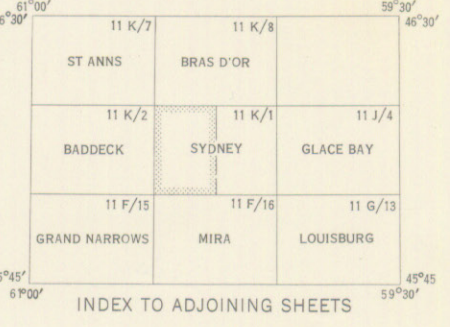 61°00' 59°30'
6°30' 46°30'
11 K/7 11 K/8
ST ANNS BRAS D'OR
11 K/2 11 K/1 11 J/4
BADDECK SYDNEY GLACE BAY
11 F/15 11 F/16 11 G/13
GRAND NARROWS MIRA LOUISBURG
5°45' 45°45
61°00' 59°30'
INDEX TO ADJOINING SHEETS